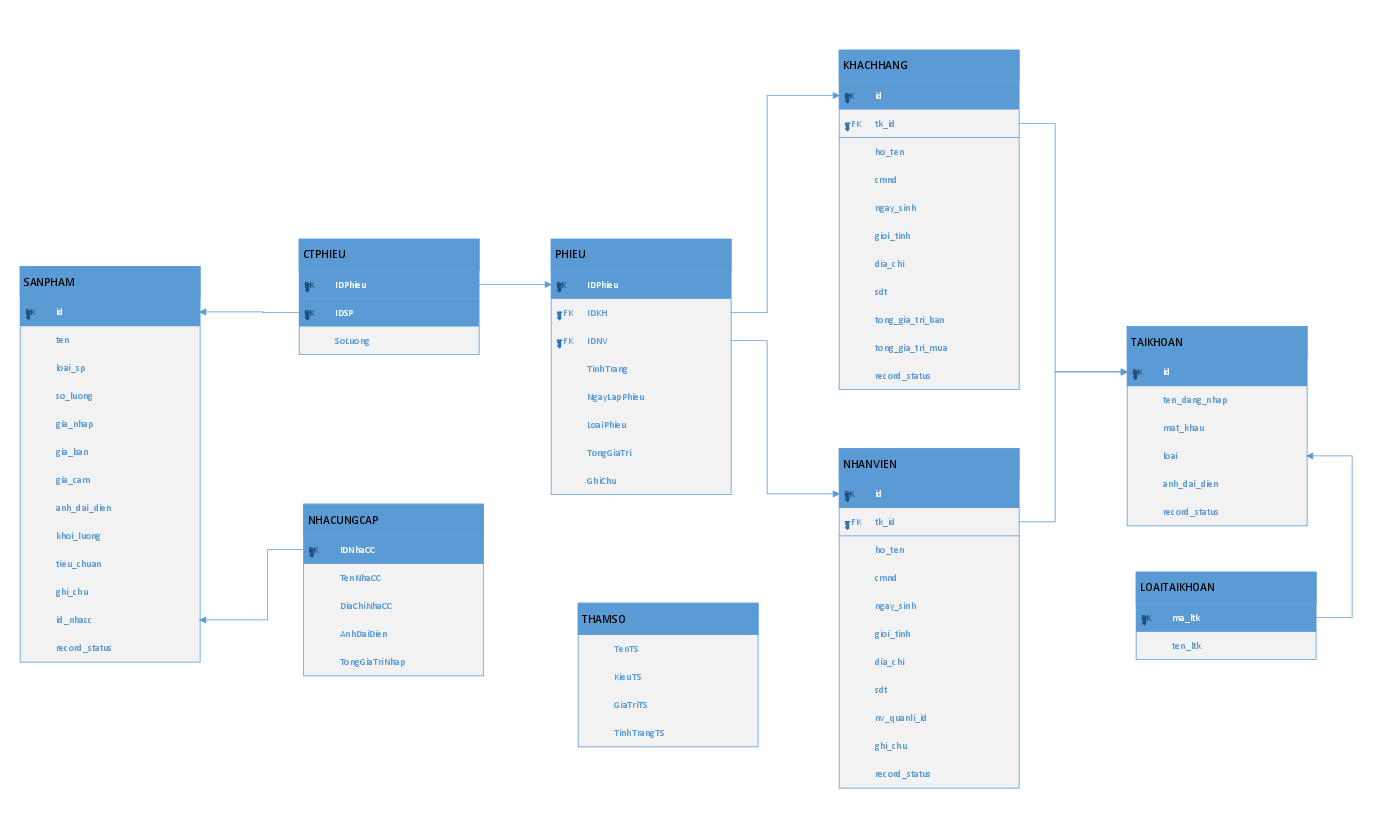 KHACHHANG
PK id
FK tk_id
ho_ten
cmnd
ngay_sinh
gioi_tinh
dia_chi
sdt
tong_gia_tri_ban
tong_gia_tri_mua
record_status
CTPHIEU
PK IDPhieu
PK IDSP
SoLuong
PHIEU
PK IDPhieu
FK IDKH
FK IDNV
TinhTrang
NgayLapPhieu
LoaiPhieu
TongGiaTri
GhiChu
SANPHAM
PK id
ten
loai_sp
so_luong
gia_nhap
gia_ban
gia_cam
anh_dai_dien
khoi_luong
tieu_chuan
ghi_chu
id_nhacc
record_status
TAIKHOAN
PK id
ten_dang_nhap
mat_khau
loai
anh_dai_dien
record_status
NHANVIEN
PK id
FK tk_id
ho_ten
cmnd
ngay_sinh
gioi_tinh
dia_chi
sdt
nv_quanli_id
ghi_chu
record_status
NHACUNGCAP
PK IDNhaCC
TenNhaCC
DiaChiNhaCC
AnhDaiDien
TongGiaTriNhap
LOAITAIKHOAN
PK ma_ltk
ten_ltk
THAMSO
TenTS
KieuTS
GiaTriTS
TinhTrangTS